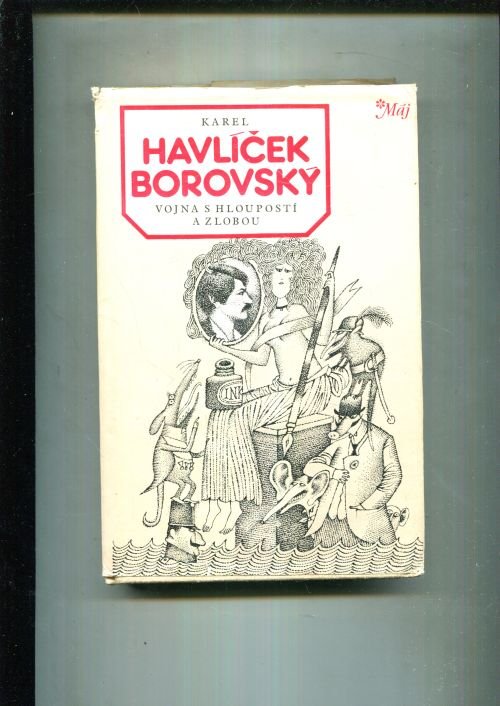 KAREL
HAVLÍČEK
BOROVSKÝ
VOJNA S HLOUPOSTÍ
A ZLOBOU
Máj
INK